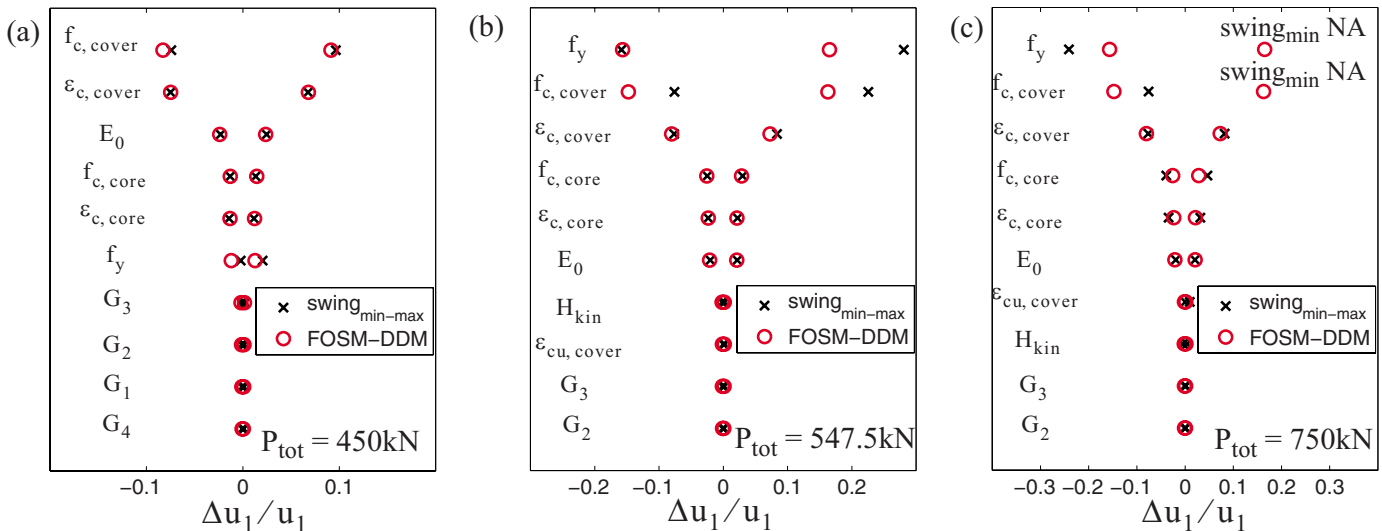 (a)
f_c, cover
ε_c, cover
E_0
f_c, core
ε_c, core
f_y
G_3
G_2
G_1
G_4
swing_min−max
FOSM−DDM
P_tot = 450kN
−0.1 0 0.1
Δu_1/u_1
(b)
f_y
f_c, cover
ε_c, cover
f_c, core
ε_c, core
E_0
H_kin
ε_cu, cover
G_3
G_2
swing_min−max
FOSM−DDM
P_tot = 547.5kN
−0.2 −0.1 0 0.1 0.2
Δu_1/u_1
(c)
swing_min NA
f_y
swing_min NA
f_c, cover
ε_c, cover
f_c, core
ε_c, core
E_0
ε_cu, cover
H_kin
G_3
G_2
swing_min−max
FOSM−DDM
P_tot = 750kN
−0.3 −0.2 −0.1 0 0.1 0.2 0.3
Δu_1/u_1